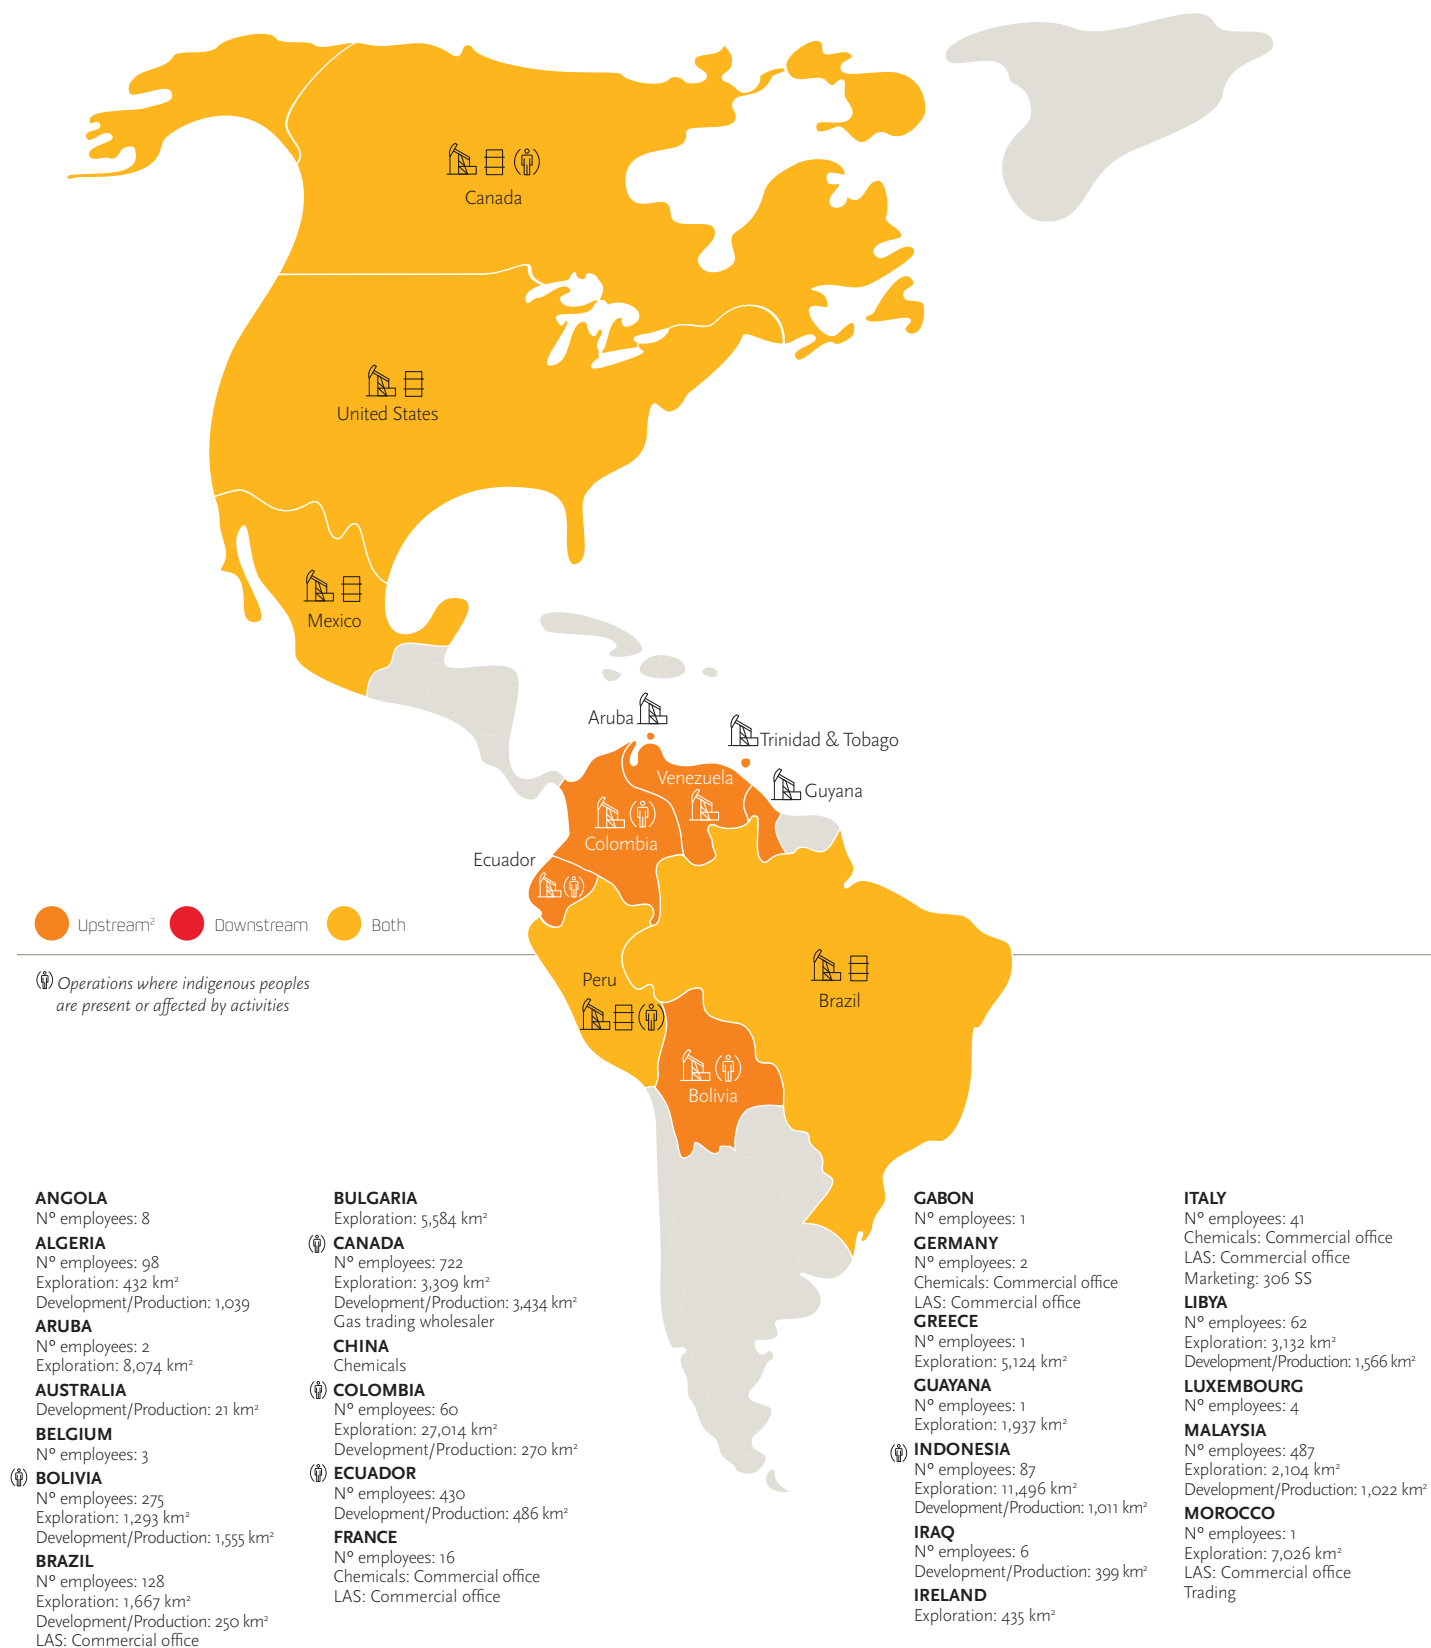 Canada
United States
Mexico
Aruba
Trinidad & Tobago
Venezuela
Guyana
Colombia
Ecuador
Upstream²
Downstream
Both
Operations where indigenous peoples
are present or affected by activities
Peru
Brazil
Bolivia
ANGOLA
Nº employees: 8
ALGERIA
Nº employees: 98
Exploration: 432 km²
Development/Production: 1,039
ARUBA
Nº employees: 2
Exploration: 8,074 km²
AUSTRALIA
Development/Production: 21 km²
BELGIUM
Nº employees: 3
BOLIVIA
Nº employees: 275
Exploration: 1,293 km²
Development/Production: 1,555 km²
BRAZIL
Nº employees: 128
Exploration: 1,667 km²
Development/Production: 250 km²
LAS: Commercial office
BULGARIA
Exploration: 5,584 km²
CANADA
Nº employees: 722
Exploration: 3,309 km²
Development/Production: 3,434 km²
Gas trading wholesaler
CHINA
Chemicals
COLOMBIA
Nº employees: 60
Exploration: 27,014 km²
Development/Production: 270 km²
ECUADOR
Nº employees: 430
Development/Production: 486 km²
FRANCE
Nº employees: 16
Chemicals: Commercial office
LAS: Commercial office
GABON
Nº employees: 1
GERMANY
Nº employees: 2
Chemicals: Commercial office
LAS: Commercial office
GREECE
Nº employees: 1
Exploration: 5,124 km²
GUAYANA
Nº employees: 1
Exploration: 1,937 km²
INDONESIA
Nº employees: 87
Exploration: 11,496 km²
Development/Production: 1,011 km²
IRAQ
Nº employees: 6
Development/Production: 399 km²
IRELAND
Exploration: 435 km²
ITALY
Nº employees: 41
Chemicals: Commercial office
LAS: Commercial office
Marketing: 306 SS
LIBYA
Nº employees: 62
Exploration: 3,132 km²
Development/Production: 1,566 km²
LUXEMBOURG
Nº employees: 4
MALAYSIA
Nº employees: 487
Exploration: 2,104 km²
Development/Production: 1,022 km²
MOROCCO
Nº employees: 1
Exploration: 7,026 km²
LAS: Commercial office
Trading